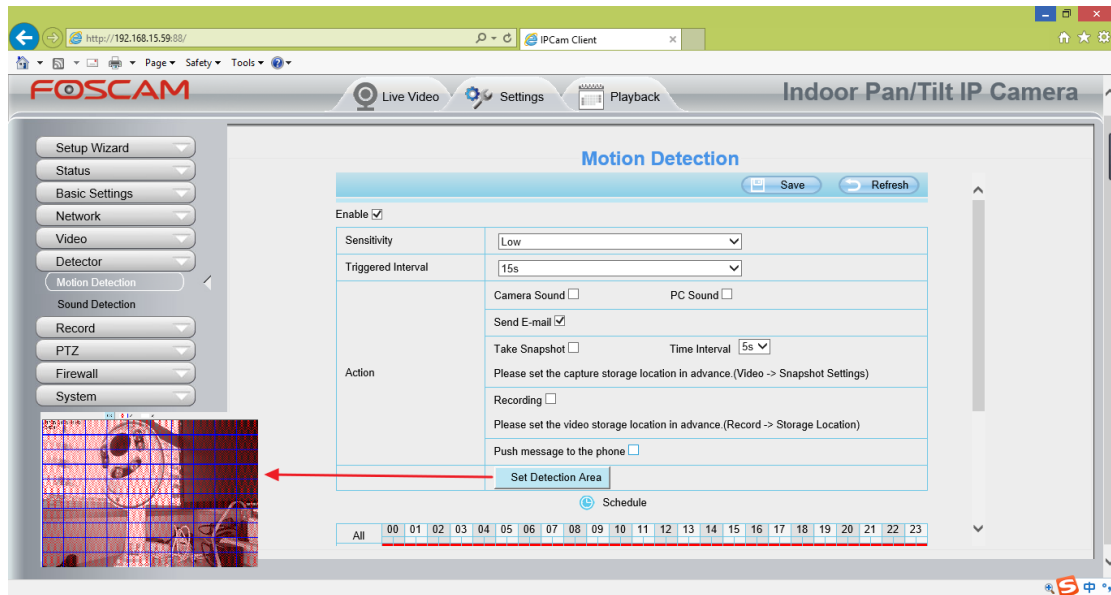 http://192.168.15.59:88/
IPCam Client
Page Safety Tools
FOSCAM
Live Video Settings Playback
Indoor Pan/Tilt IP Camera
Setup Wizard
Status
Basic Settings
Network
Video
Detector
Motion Detection
Sound Detection
Record
PTZ
Firewall
System
Motion Detection
Save Refresh
Enable
Sensitivity Low
Triggered Interval 15s
Action
Camera Sound PC Sound
Send E-mail
Take Snapshot Time Interval 5s
Please set the capture storage location in advance.(Video -> Snapshot Settings)
Recording
Please set the video storage location in advance.(Record -> Storage Location)
Push message to the phone
Set Detection Area
Schedule
All 00 01 02 03 04 05 06 07 08 09 10 11 12 13 14 15 16 17 18 19 20 21 22 23
中